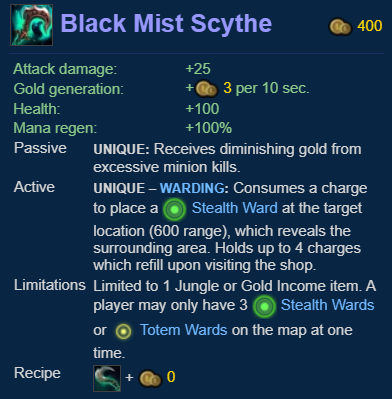 Black Mist Scythe 400
Attack damage: +25
Gold generation: + 3 per 10 sec.
Health: +100
Mana regen: +100%
Passive UNIQUE: Receives diminishing gold from
excessive minion kills.
Active UNIQUE – WARDING: Consumes a charge
to place a Stealth Ward at the target
location (600 range), which reveals the
surrounding area. Holds up to 4 charges
which refill upon visiting the shop.
Limitations Limited to 1 Jungle or Gold Income item. A
player may only have 3 Stealth Wards
or Totem Wards on the map at one
time.
Recipe + 0